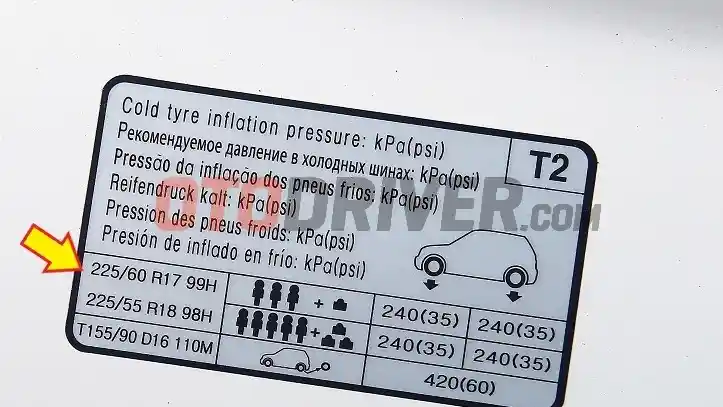 Cold tyre inflation pressure: kPa(psi)
T2
Рекомендуемое давление в холодных шинах: кPa(psi)
Pressão da inflação dos pneus frios: kPa(psi)
Reifendruck kalt: kPa(psi)
Pression des pneus froids: kPa(psi)
Presión de inflado en frío: kPa(psi)
OTODRIVER.com
225/60 R17 99H
225/55 R18 98H
+ 240(35) 240(35)
+ 240(35) 240(35)
T155/90 D16 110M
420(60)